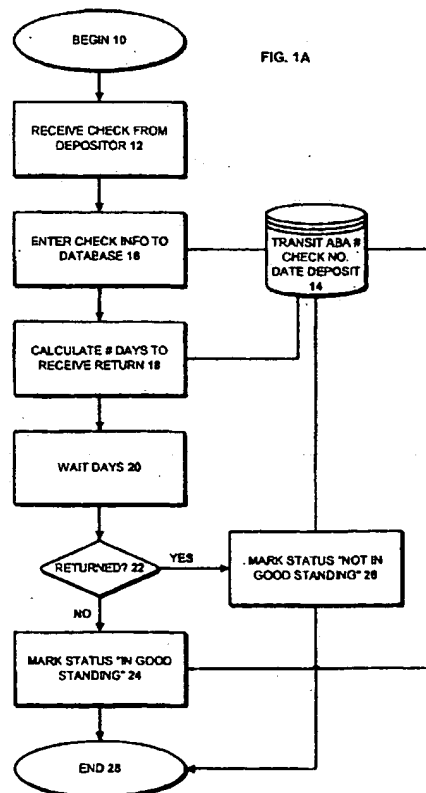 BEGIN 10
FIG. 1A
RECEIVE CHECK FROM
DEPOSITOR 12
ENTER CHECK INFO TO
DATABASE 16
TRANSIT ABA #
CHECK NO.
DATE DEPOSIT
14
CALCULATE # DAYS TO
RECEIVE RETURN 18
WAIT DAYS 20
RETURNED? 22
YES
MARK STATUS "NOT IN
GOOD STANDING" 26
NO
MARK STATUS "IN GOOD
STANDING" 24
END 28